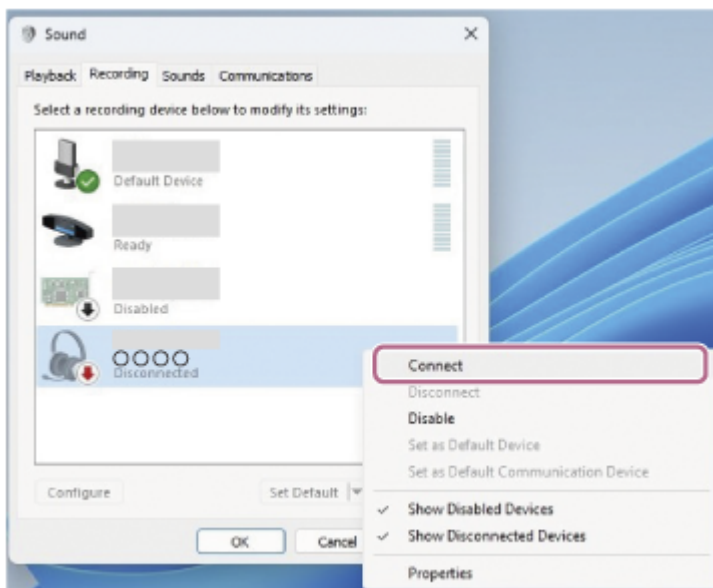 Sound
Playback Recording Sounds Communications
Select a recording device below to modify its settings:
Default Device
Ready
Disabled
○○○○
Disconnected
Connect
Disconnect
Disable
Set as Default Device
Set as Default Communication Device
Show Disabled Devices
Show Disconnected Devices
Properties
Configure Set Default
OK Cancel